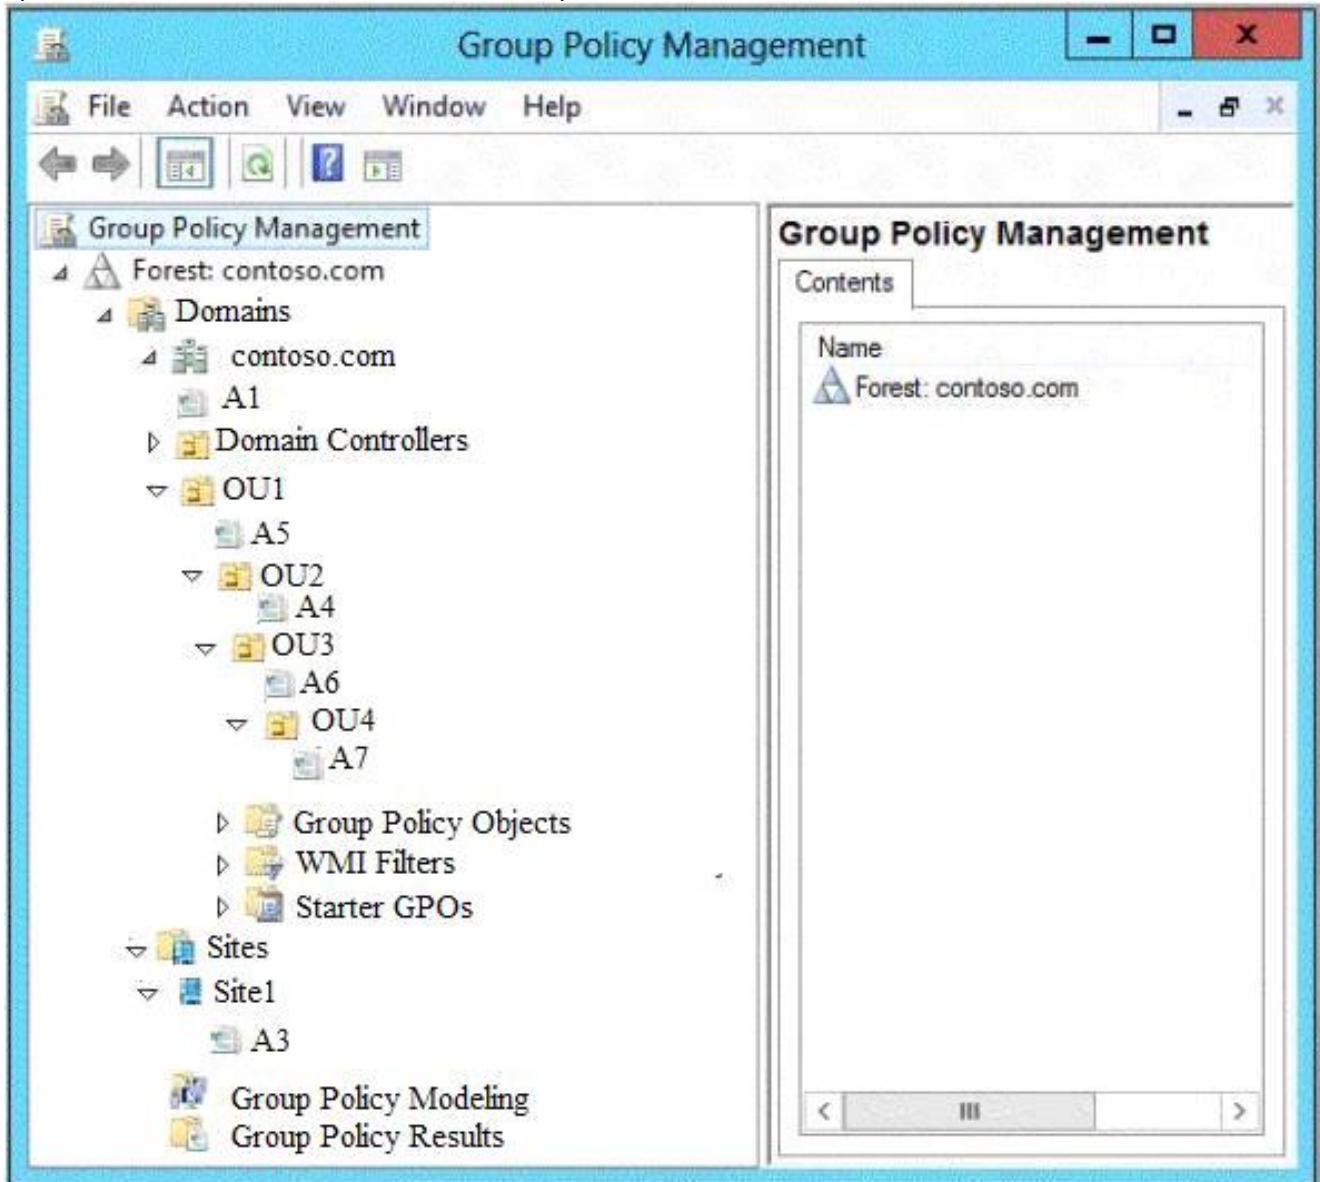 Group Policy Management
File Action View Window Help
Group Policy Management
Forest: contoso.com
Domains
contoso.com
A1
Domain Controllers
OU1
A5
OU2
A4
OU3
A6
OU4
A7
Group Policy Objects
WMI Filters
Starter GPOs
Sites
Site1
A3
Group Policy Modeling
Group Policy Results
Group Policy Management
Contents
Name
Forest: contoso.com